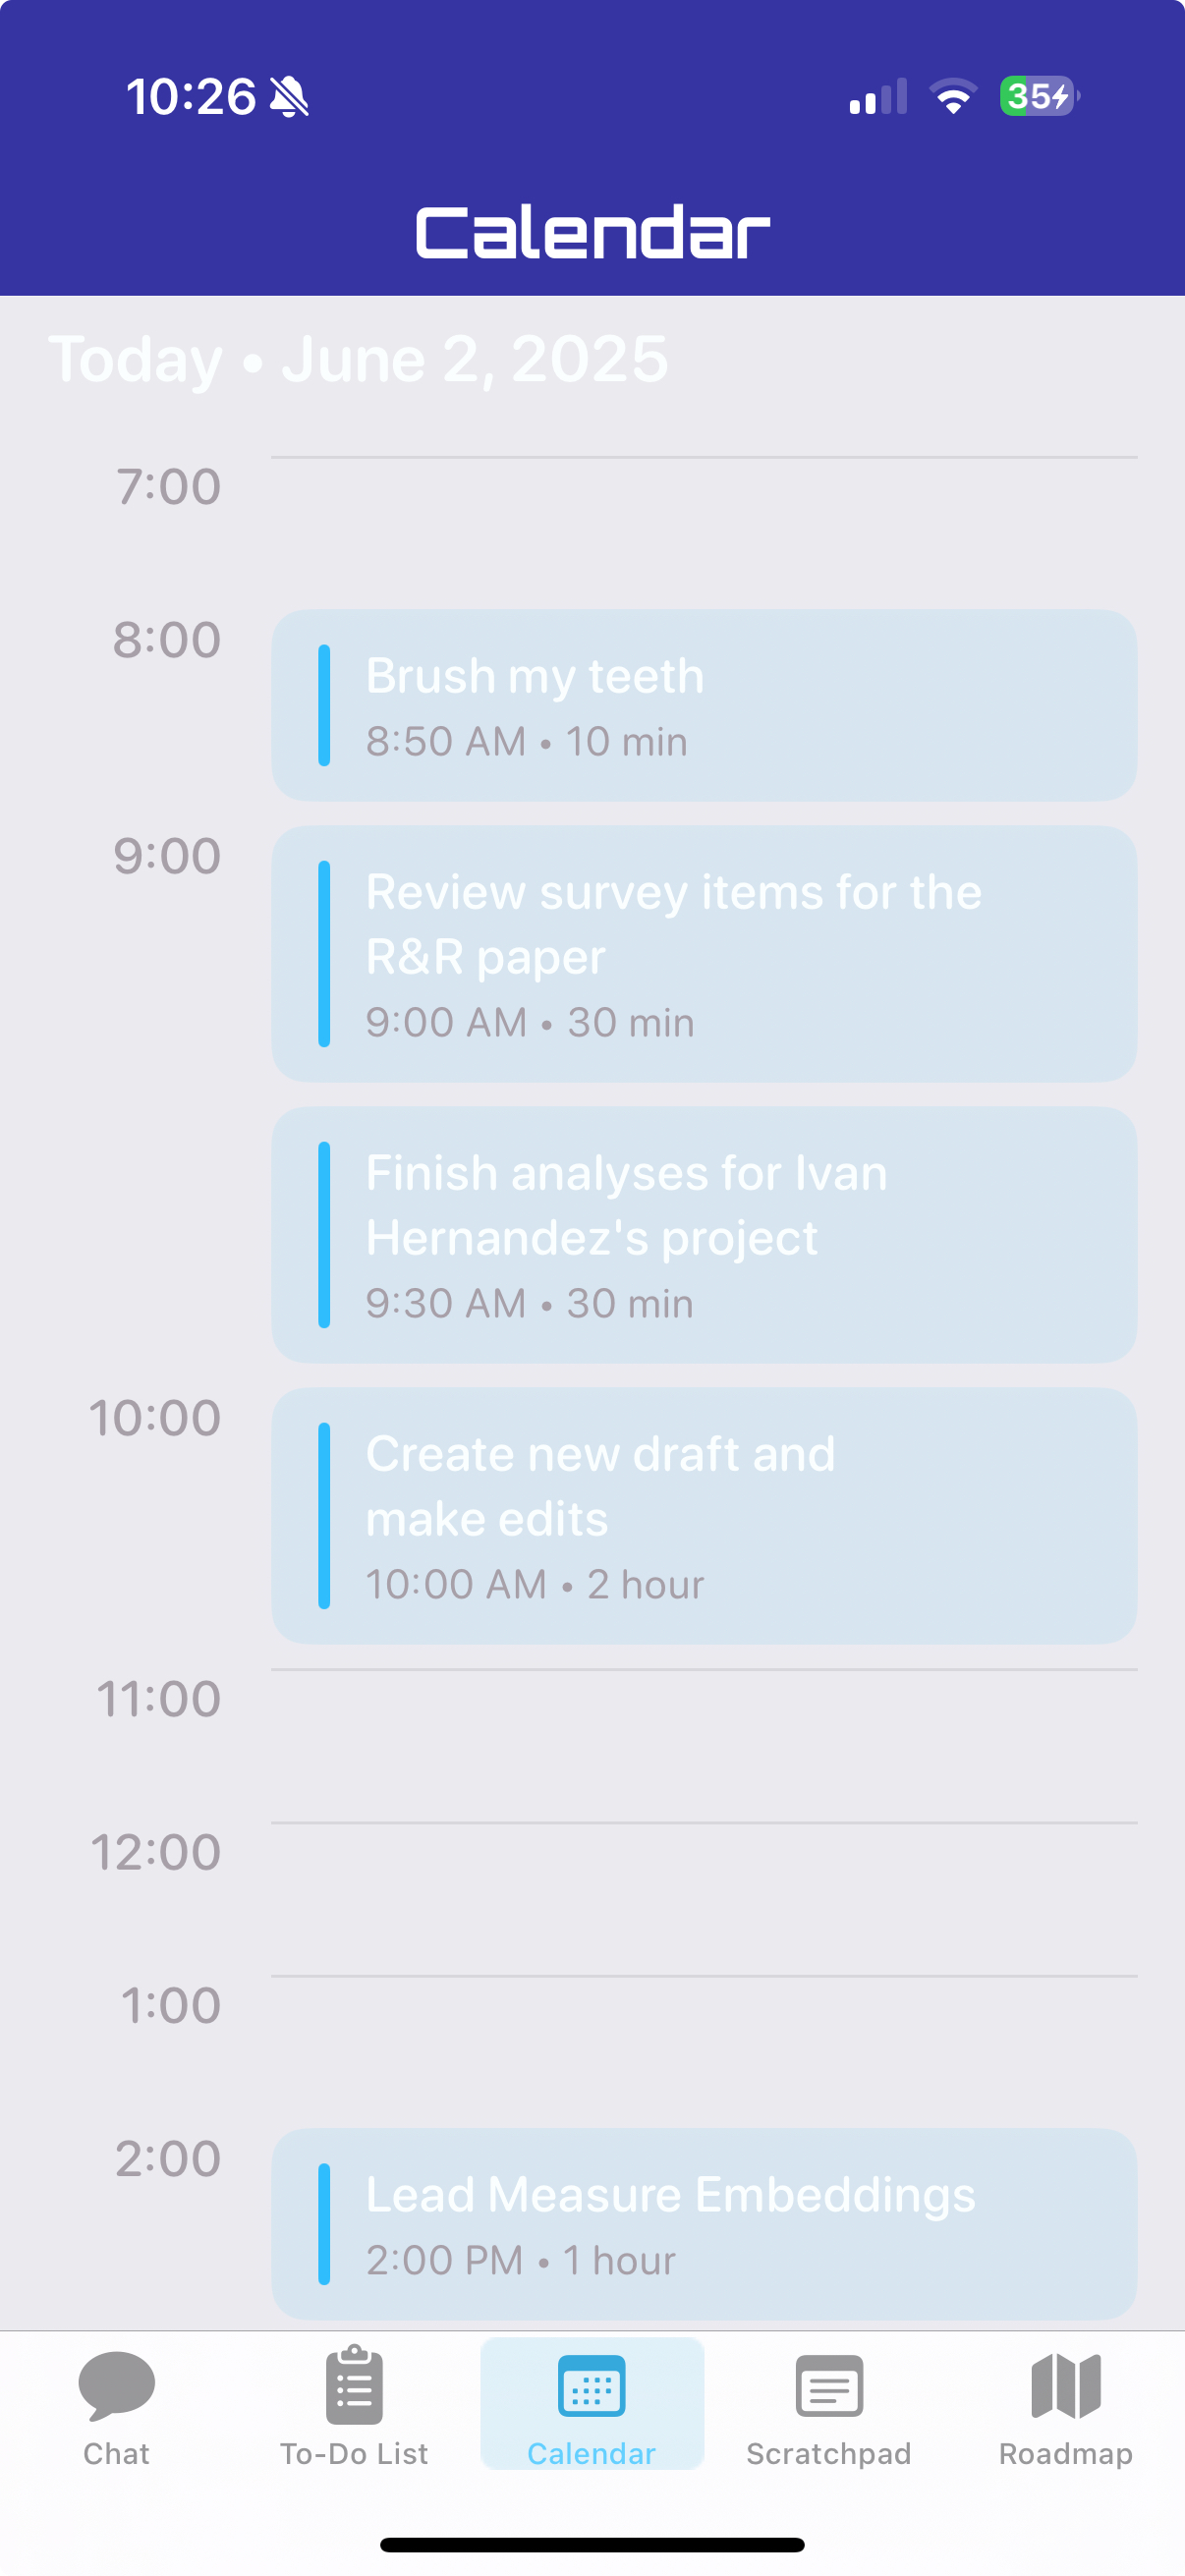 10:26
35
Calendar
Today • June 2, 2025
7:00
8:00
Brush my teeth
8:50 AM • 10 min
9:00
Review survey items for the
R&R paper
9:00 AM • 30 min
Finish analyses for Ivan
Hernandez's project
9:30 AM • 30 min
10:00
Create new draft and
make edits
10:00 AM • 2 hour
11:00
12:00
1:00
2:00
Lead Measure Embeddings
2:00 PM • 1 hour
Chat
To-Do List
Calendar
Scratchpad
Roadmap